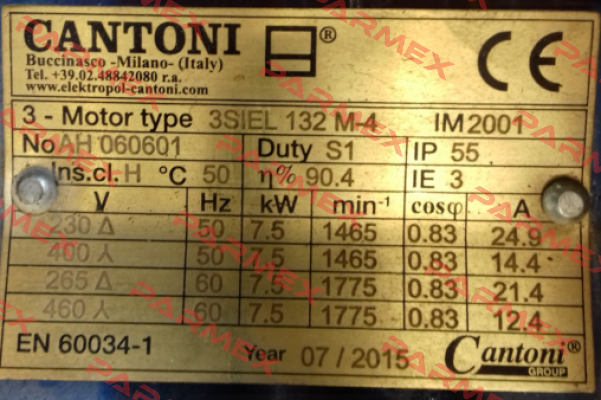 CANTONI ®
Buccinasco -Milano- (Italy)
Tel. +39.02.48842080 r.a.
www.elektropol-cantoni.com
CE
3 - Motor type 3SIEL 132 M-4 IM2001
No AH 060601 Duty S1 IP 55
Ins.cl. H °C 50 η% 90.4 IE 3
V Hz kW min-1 cosφ A
230 Δ 50 7.5 1465 0.83 24.9
400 人 50 7.5 1465 0.83 14.4
265 Δ 60 7.5 1775 0.83 21.4
460 人 60 7.5 1775 0.83 12.4
EN 60034-1 Year 07 / 2015 Cantoni®
GROUP
PARMEX